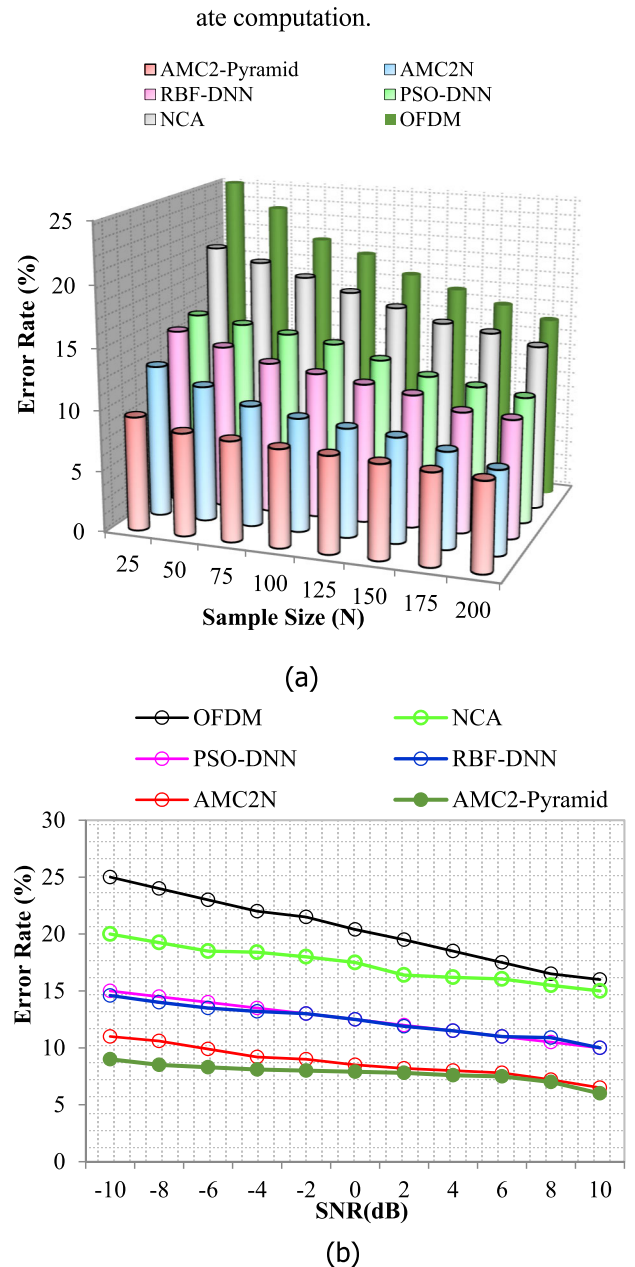 ate computation.
AMC2-Pyramid AMC2N
RBF-DNN PSO-DNN
NCA OFDM
25
20
15
10
5
0
Error Rate (%)
25 50 75 100 125 150 175 200
Sample Size (N)
(a)
OFDM NCA
PSO-DNN RBF-DNN
AMC2N AMC2-Pyramid
30
25
20
15
10
5
0
Error Rate (%)
-10 -8 -6 -4 -2 0 2 4 6 8 10
SNR(dB)
(b)